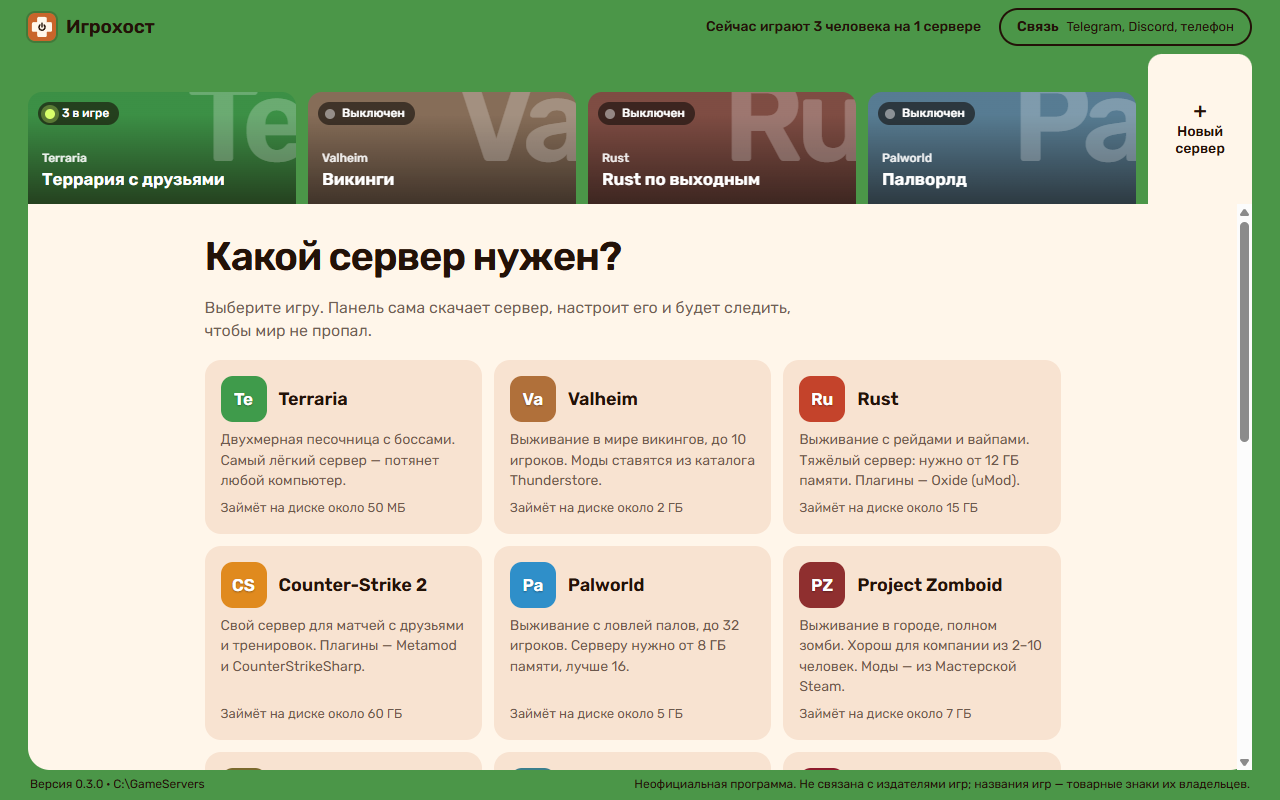 Игрохост
Сейчас играют 3 человека на 1 сервере
Связь Telegram, Discord, телефон
Te
3 в игре
Terraria
Террария с друзьями
Va
Выключен
Valheim
Викинги
Ru
Выключен
Rust
Rust по выходным
Pa
Выключен
Palworld
Палворлд
+
Новый
сервер
Какой сервер нужен?
Выберите игру. Панель сама скачает сервер, настроит его и будет следить,
чтобы мир не пропал.
Te Terraria
Двухмерная песочница с боссами.
Самый лёгкий сервер — потянет
любой компьютер.
Займёт на диске около 50 МБ
Va Valheim
Выживание в мире викингов, до 10
игроков. Моды ставятся из каталога
Thunderstore.
Займёт на диске около 2 ГБ
Ru Rust
Выживание с рейдами и вайпами.
Тяжёлый сервер: нужно от 12 ГБ
памяти. Плагины — Oxide (uMod).
Займёт на диске около 15 ГБ
CS Counter-Strike 2
Свой сервер для матчей с друзьями
и тренировок. Плагины — Metamod
и CounterStrikeSharp.
Займёт на диске около 60 ГБ
Pa Palworld
Выживание с ловлей палов, до 32
игроков. Серверу нужно от 8 ГБ
памяти, лучше 16.
Займёт на диске около 5 ГБ
PZ Project Zomboid
Выживание в городе, полном
зомби. Хорош для компании из 2–10
человек. Моды — из Мастерской
Steam.
Займёт на диске около 7 ГБ
Версия 0.3.0 • C:\GameServers
Неофициальная программа. Не связана с издателями игр; названия игр — товарные знаки их владельцев.